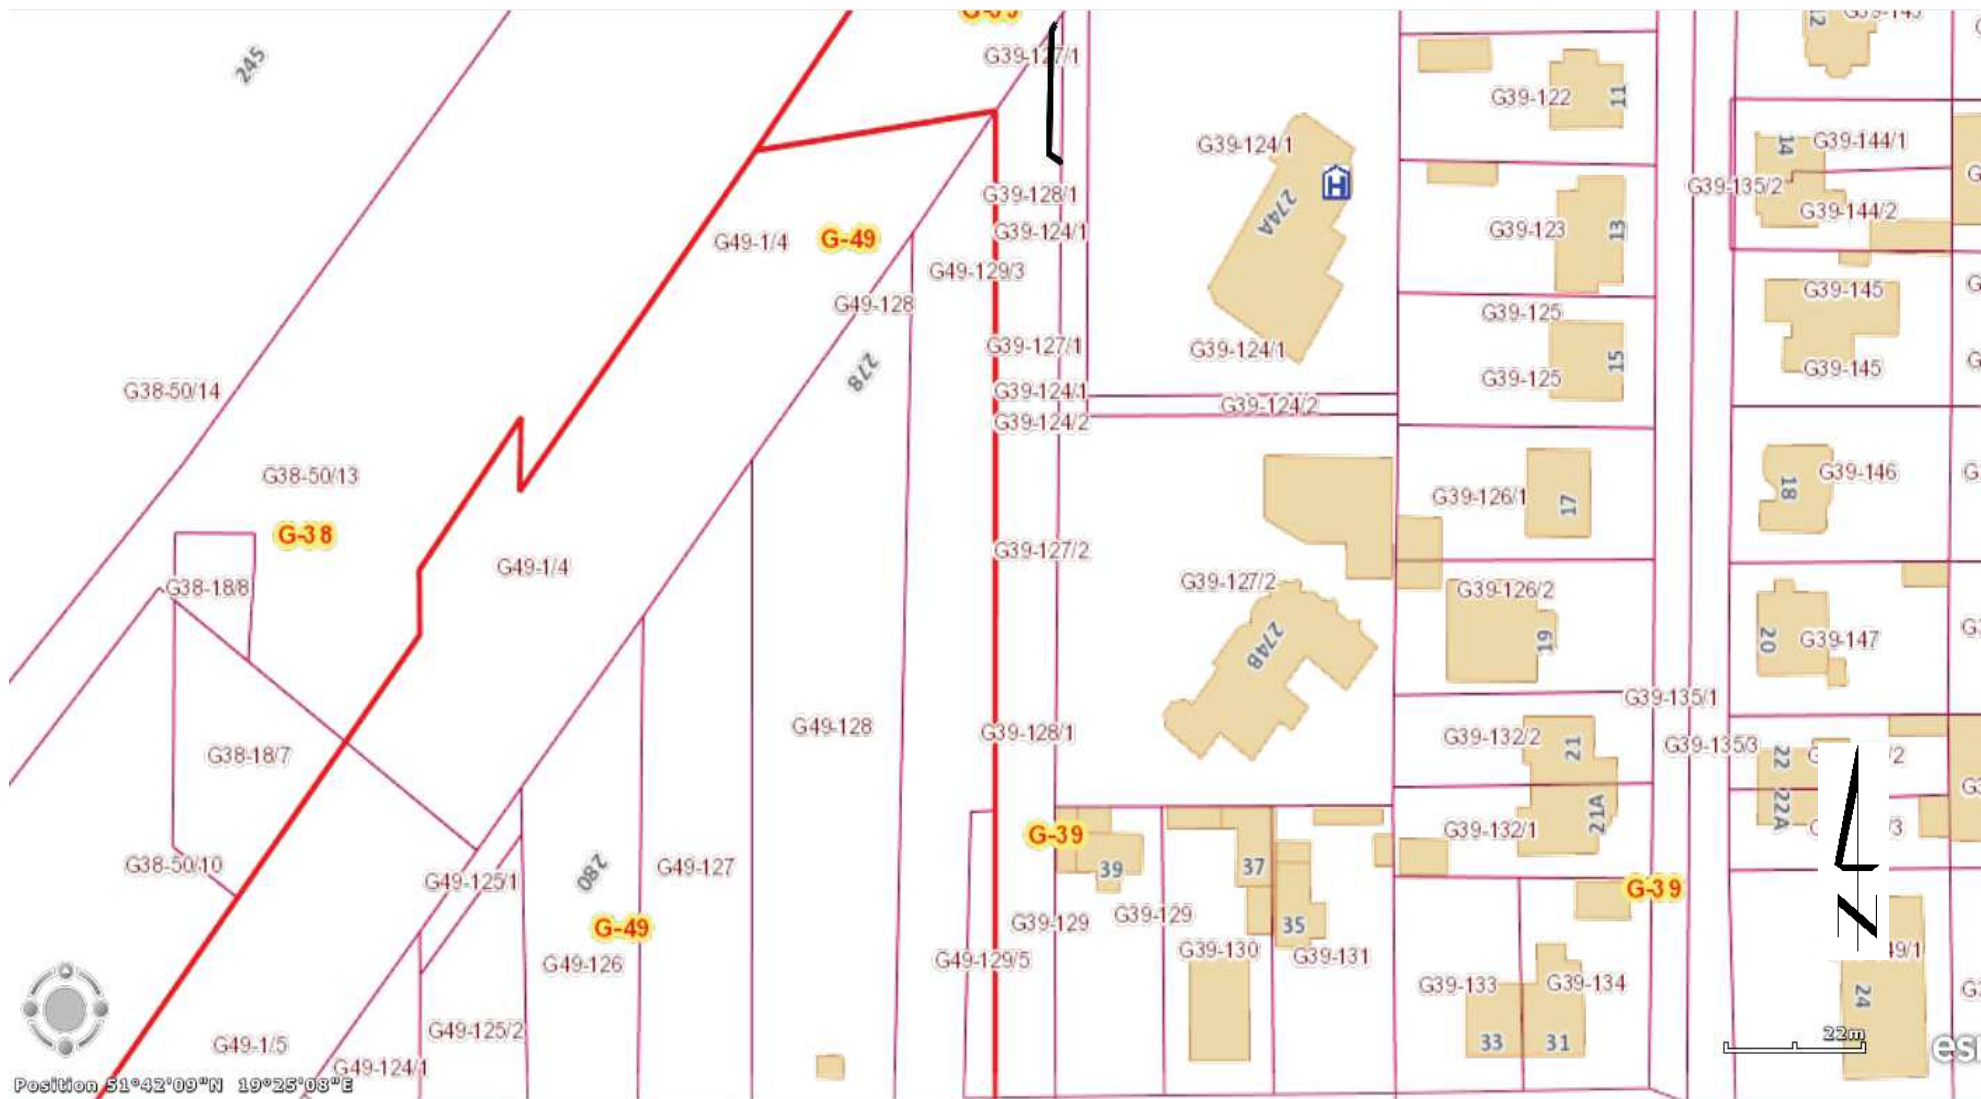 245
G39-127/1
G39-122
11
G39-124/1
14
G39-144/1
G39-135/2
G39-144/2
G39-128/1
G39-124/1
274A
H
G39-123
13
G49-1/4
G-49
G49-129/3
G49-128
G39-125
G39-145
G39-127/1
G39-124/1
278
15
G39-125
G39-145
G38-50/14
G39-124/1
G39-124/2
G39-124/2
G38-50/13
G39-126/1
17
18
G39-146
G-38
G39-127/2
G49-1/4
G38-18/8
G39-127/2
G39-126/2
274B
19
20
G39-147
G39-135/1
G49-128
G39-128/1
G39-132/2
21
G39-135/3
22
G38-18/7
22A
21A
G39-132/1
G-39
G38-50/10
G49-125/1
280
G49-127
39
37
G-39
G49-126
G-49
G39-129
G39-129
35
G39-130
G39-131
G49-129/5
G39-133
G39-134
24
N
G49-1/5
G49-125/2
33
31
22m
G49-124/1
Position 51°42'09"N 19°25'08"E